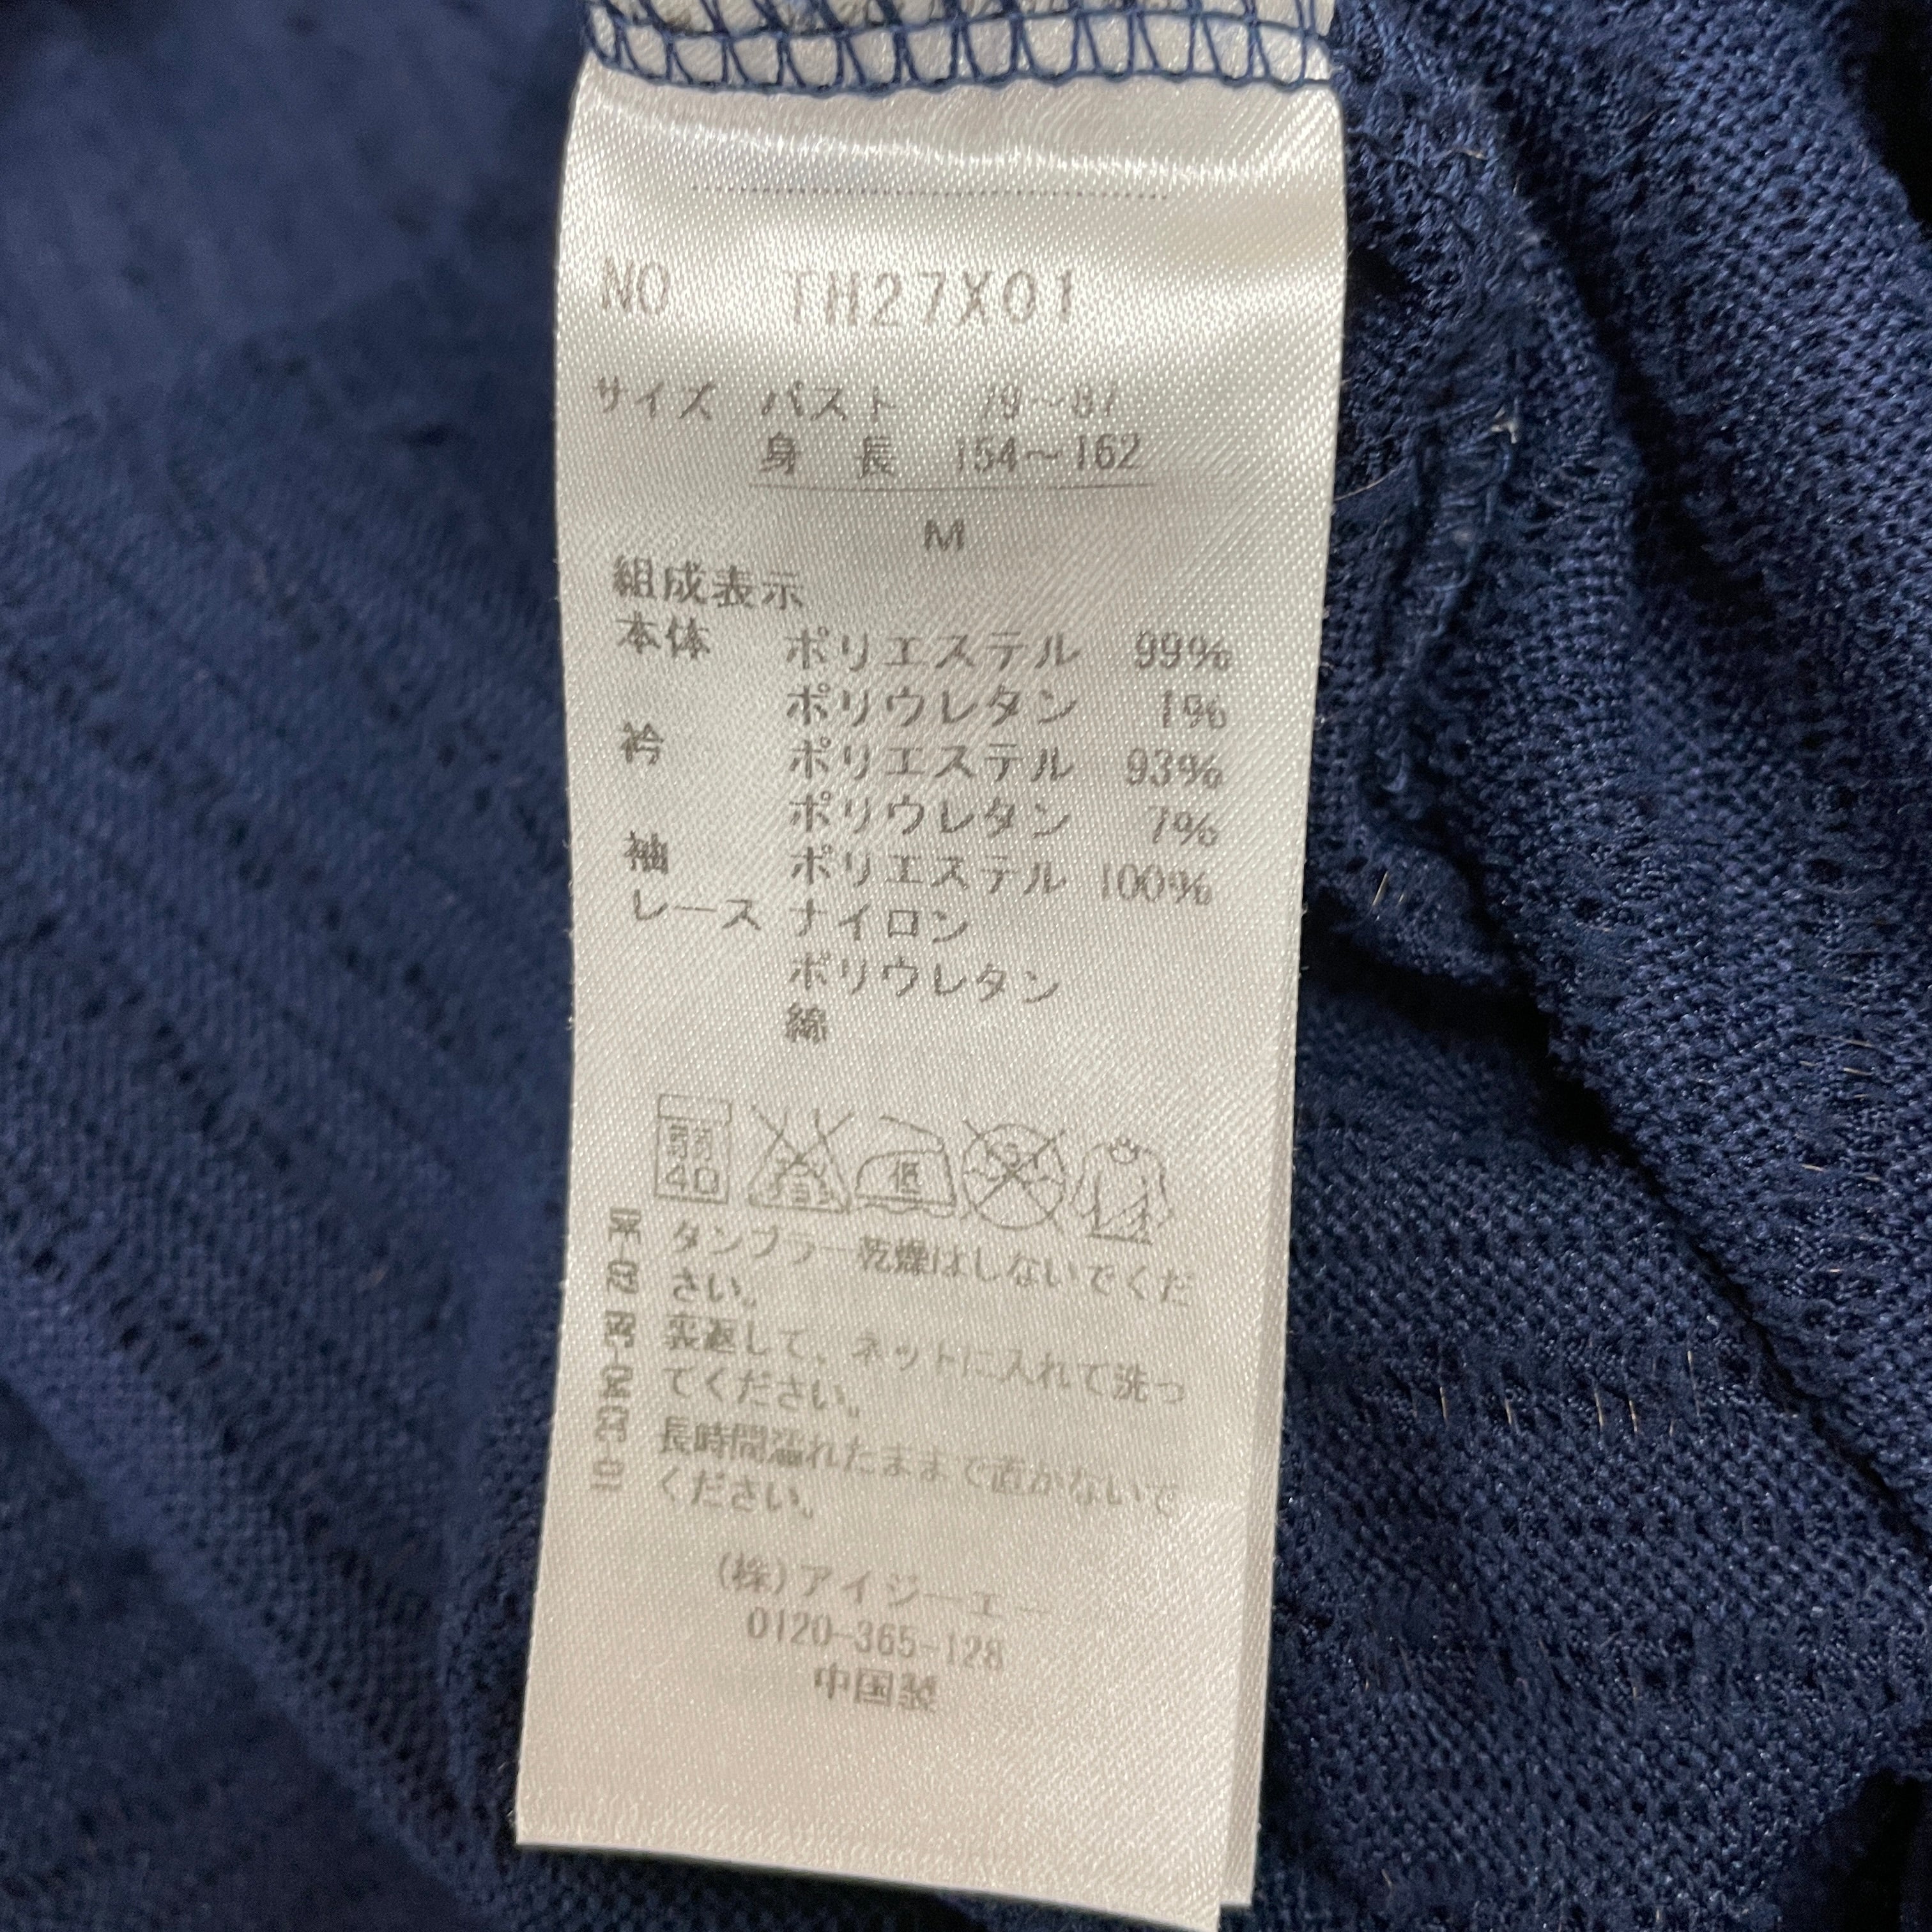 NO TH27X01
サイズ バスト 79～87
身 長 154～162
M
組成表示
本体 ポリエステル 99%
ポリウレタン 1%
衿 ポリエステル 93%
ポリウレタン 7%
袖 ポリエステル 100%
レース ナイロン
ポリウレタン
綿
40 低
タンブラー乾燥はしないでくだ
さい。
裏返して、ネットに入れて洗っ
てください。
長時間濡れたままで置かないで
ください。
(株)アイジーエー
0120-365-128
中国製